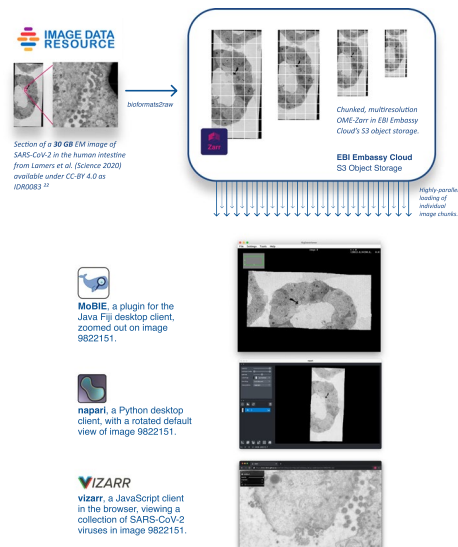 IMAGE DATA
RESOURCE
bioformats2raw
Section of a 30 GB EM image of
SARS-CoV-2 in the human intestine
from Lamers et al. (Science 2020)
available under CC-BY 4.0 as
IDR0083 22
Zarr
Chunked, multiresolution
OME-Zarr in EBI Embassy
Cloud's S3 object storage.
EBI Embassy Cloud
S3 Object Storage
Highly-paralle.
loading of
individual
image chunks.
MoBIE, a plugin for the
Java Fiji desktop client,
zoomed out on image
9822151.
napari, a Python desktop
client, with a rotated default
view of image 9822151.
VIZARR
vizarr, a JavaScript client
in the browser, viewing a
collection of SARS-CoV-2
viruses in image 9822151.